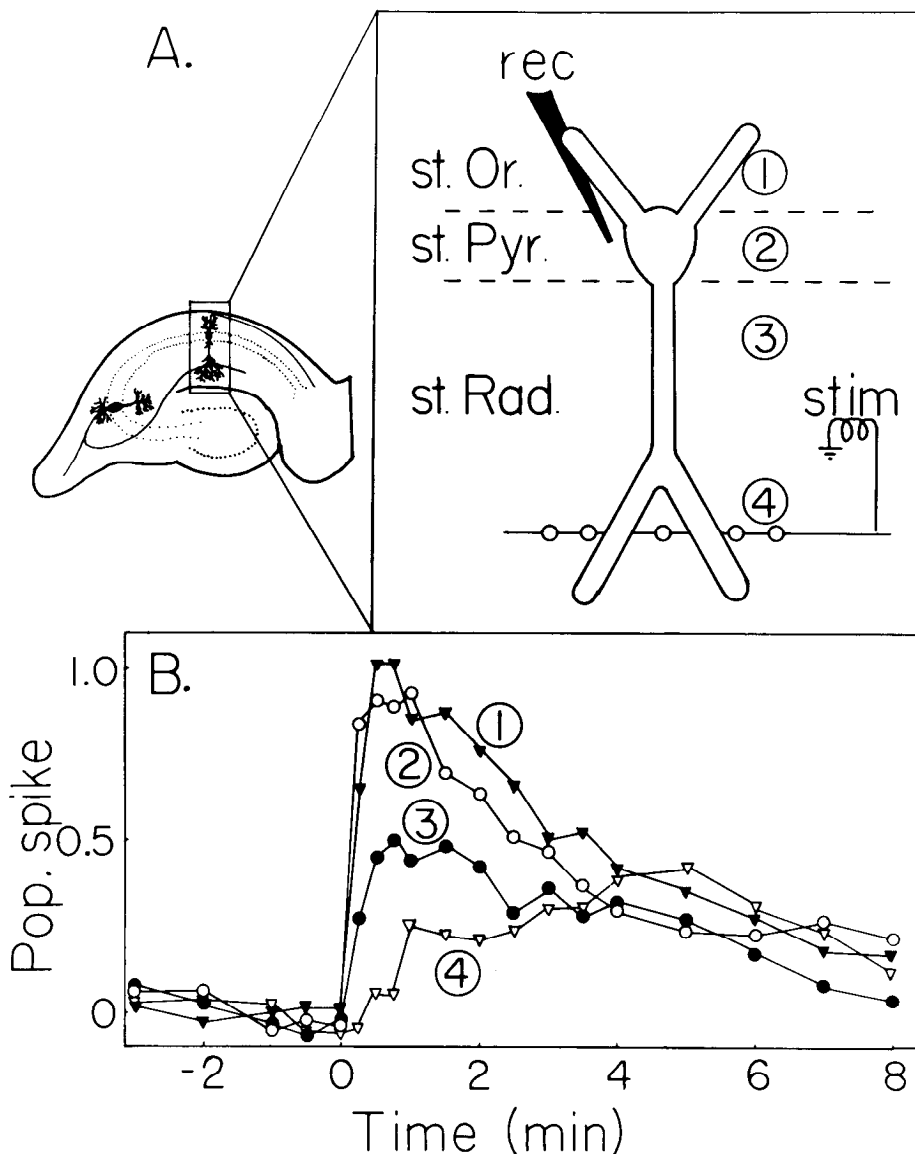 A.
rec
st. Or.
①
st. Pyr.
②
③
st. Rad.
stim
④
B.
1.0
①
②
③
0.5
④
0
Pop. spike
-2 0 2 4 6 8
Time (min)